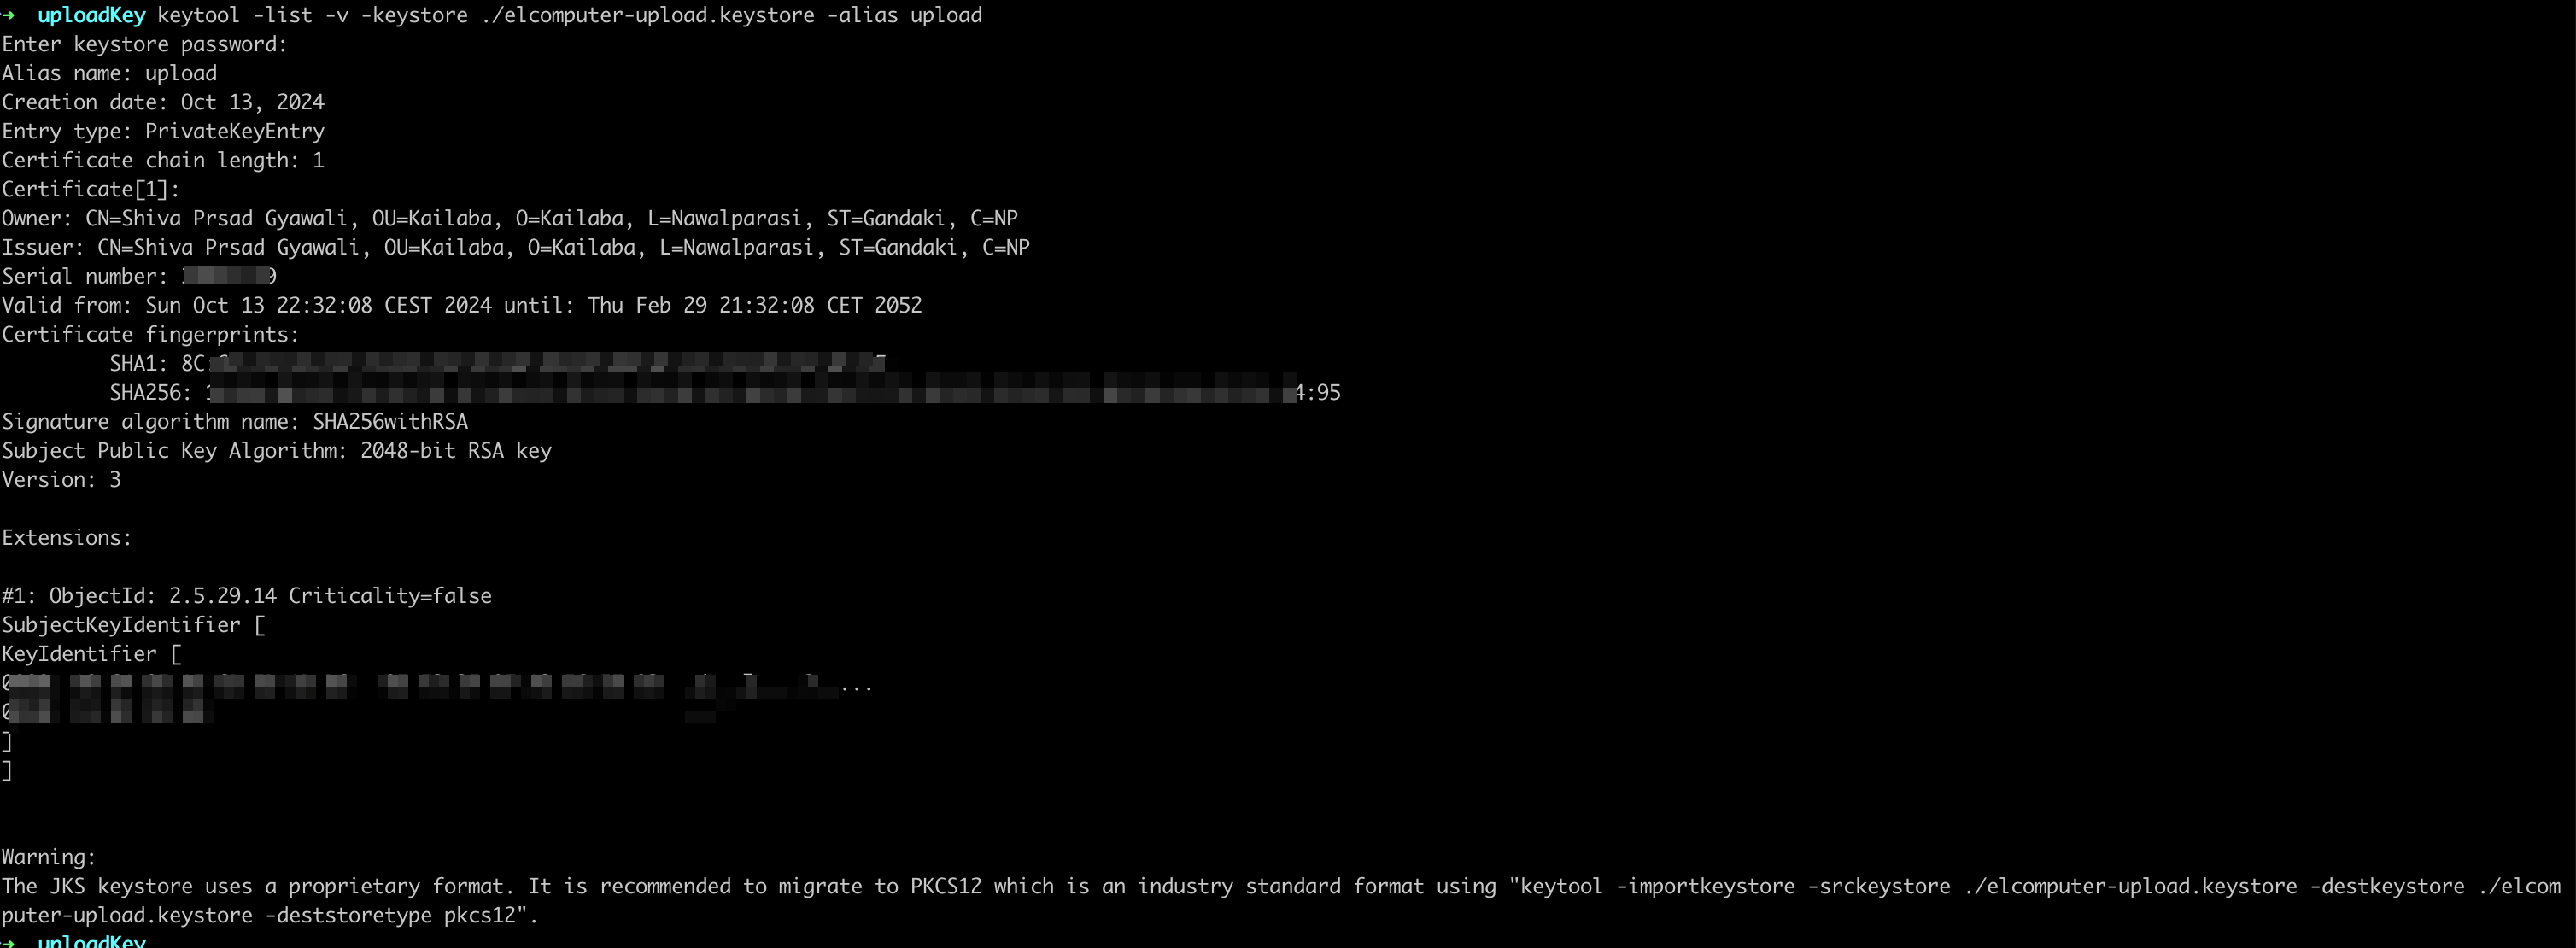 → uploadKey keytool -list -v -keystore ./elcomputer-upload.keystore -alias upload
Enter keystore password:
Alias name: upload
Creation date: Oct 13, 2024
Entry type: PrivateKeyEntry
Certificate chain length: 1
Certificate[1]:
Owner: CN=Shiva Prsad Gyawali, OU=Kailaba, O=Kailaba, L=Nawalparasi, ST=Gandaki, C=NP
Issuer: CN=Shiva Prsad Gyawali, OU=Kailaba, O=Kailaba, L=Nawalparasi, ST=Gandaki, C=NP
Serial number:
Valid from: Sun Oct 13 22:32:08 CEST 2024 until: Thu Feb 29 21:32:08 CET 2052
Certificate fingerprints:
SHA1: 8C
SHA256: 4:95
Signature algorithm name: SHA256withRSA
Subject Public Key Algorithm: 2048-bit RSA key
Version: 3
Extensions:
#1: ObjectId: 2.5.29.14 Criticality=false
SubjectKeyIdentifier [
KeyIdentifier [
...
]
]
Warning:
The JKS keystore uses a proprietary format. It is recommended to migrate to PKCS12 which is an industry standard format using "keytool -importkeystore -srckeystore ./elcomputer-upload.keystore -destkeystore ./elcom
puter-upload.keystore -deststoretype pkcs12".
→ uploadKey